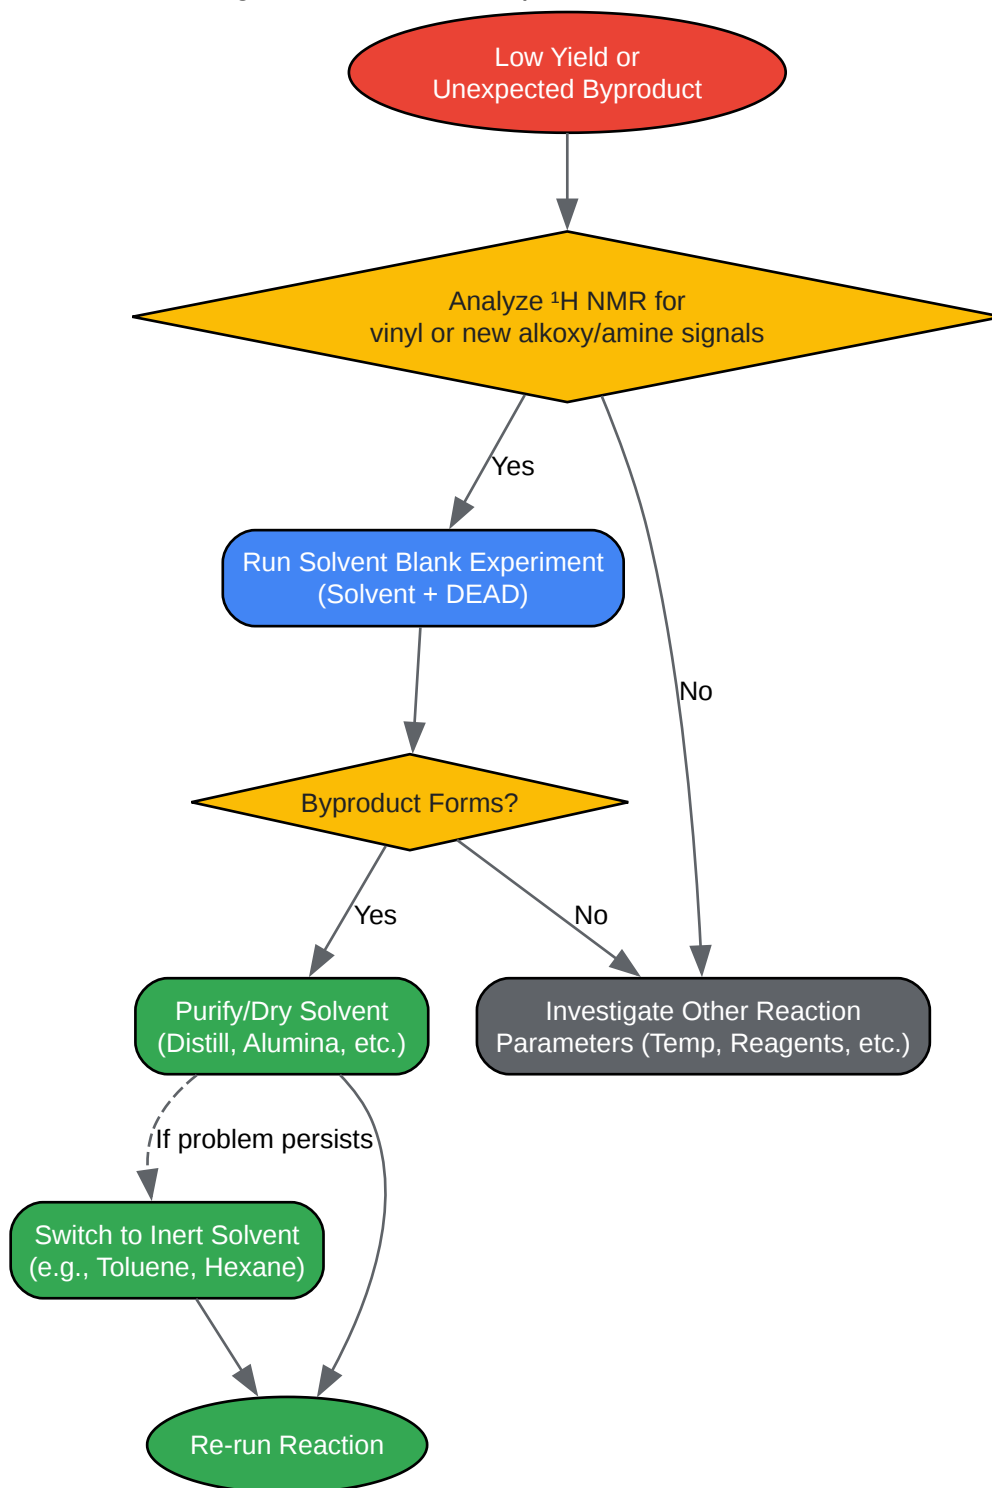 Low Yield or
Unexpected Byproduct
Analyze ¹H NMR for
vinyl or new alkoxy/amine signals
Yes
Run Solvent Blank Experiment
(Solvent + DEAD)
No
Byproduct Forms?
Yes
No
Purify/Dry Solvent
(Distill, Alumina, etc.)
Investigate Other Reaction
Parameters (Temp, Reagents, etc.)
If problem persists
Switch to Inert Solvent
(e.g., Toluene, Hexane)
Re-run Reaction